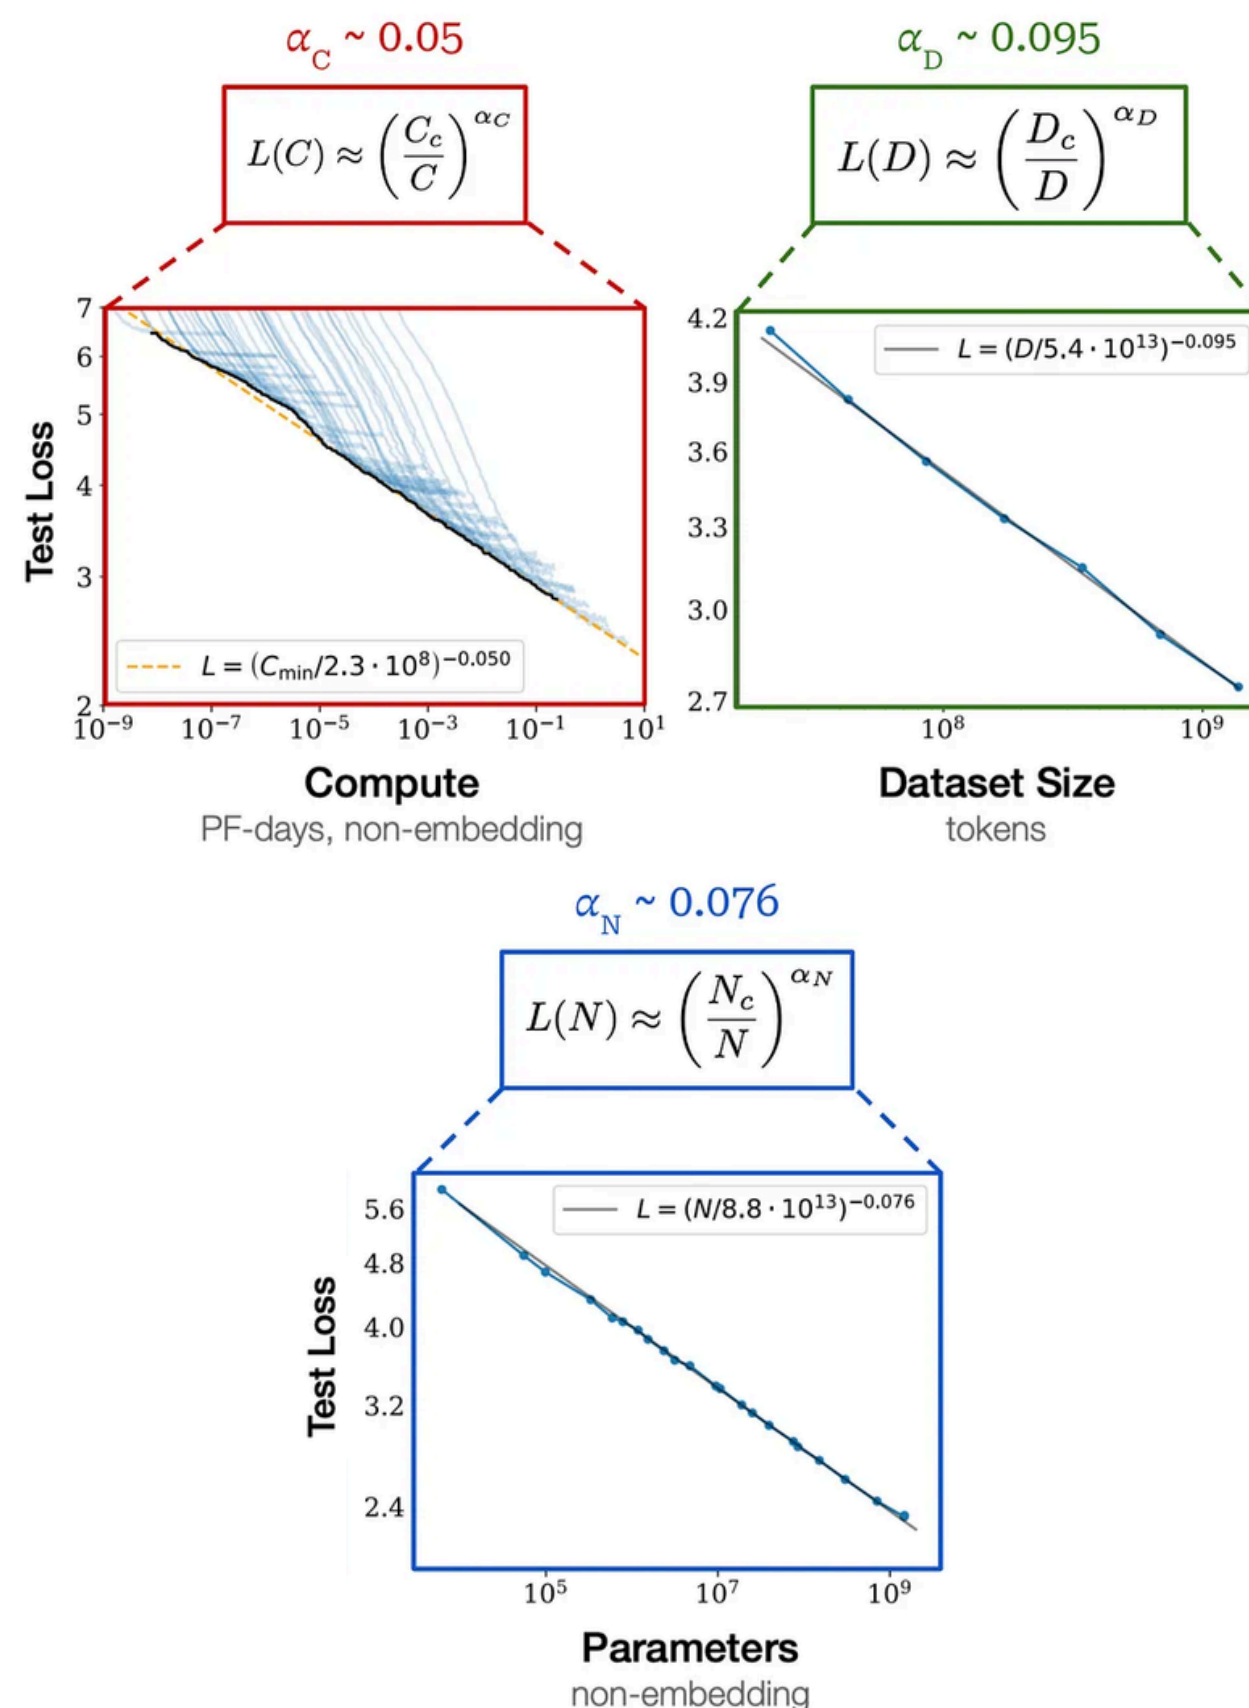 α_C ~ 0.05
L(C) ≈ (C_c / C)^α_C
7
6
5
4
3
2
Test Loss
L = (C_min/2.3 · 10^8)^−0.050
10^−9 10^−7 10^−5 10^−3 10^−1 10^1
Compute
PF-days, non-embedding
α_D ~ 0.095
L(D) ≈ (D_c / D)^α_D
4.2
3.9
3.6
3.3
3.0
2.7
L = (D/5.4 · 10^13)^−0.095
10^8 10^9
Dataset Size
tokens
α_N ~ 0.076
L(N) ≈ (N_c / N)^α_N
5.6
4.8
4.0
3.2
2.4
Test Loss
L = (N/8.8 · 10^13)^−0.076
10^5 10^7 10^9
Parameters
non-embedding